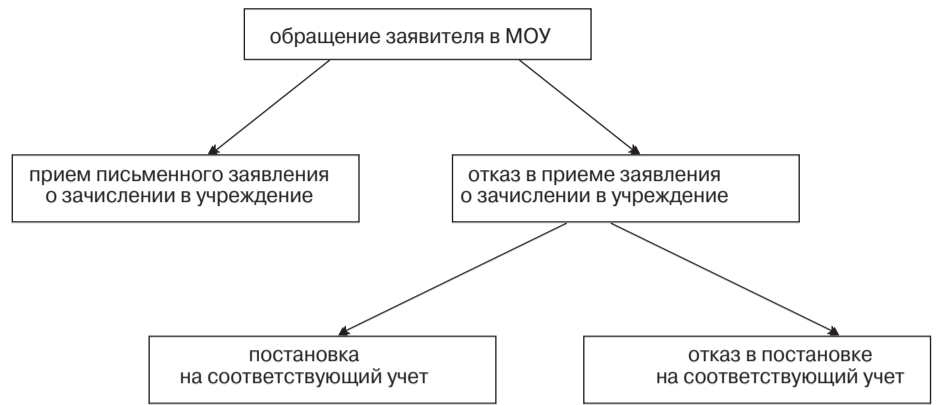 обращение заявителя в МОУ
прием письменного заявления
о зачислении в учреждение
отказ в приеме заявления
о зачислении в учреждение
постановка
на соответствующий учет
отказ в постановке
на соответствующий учет